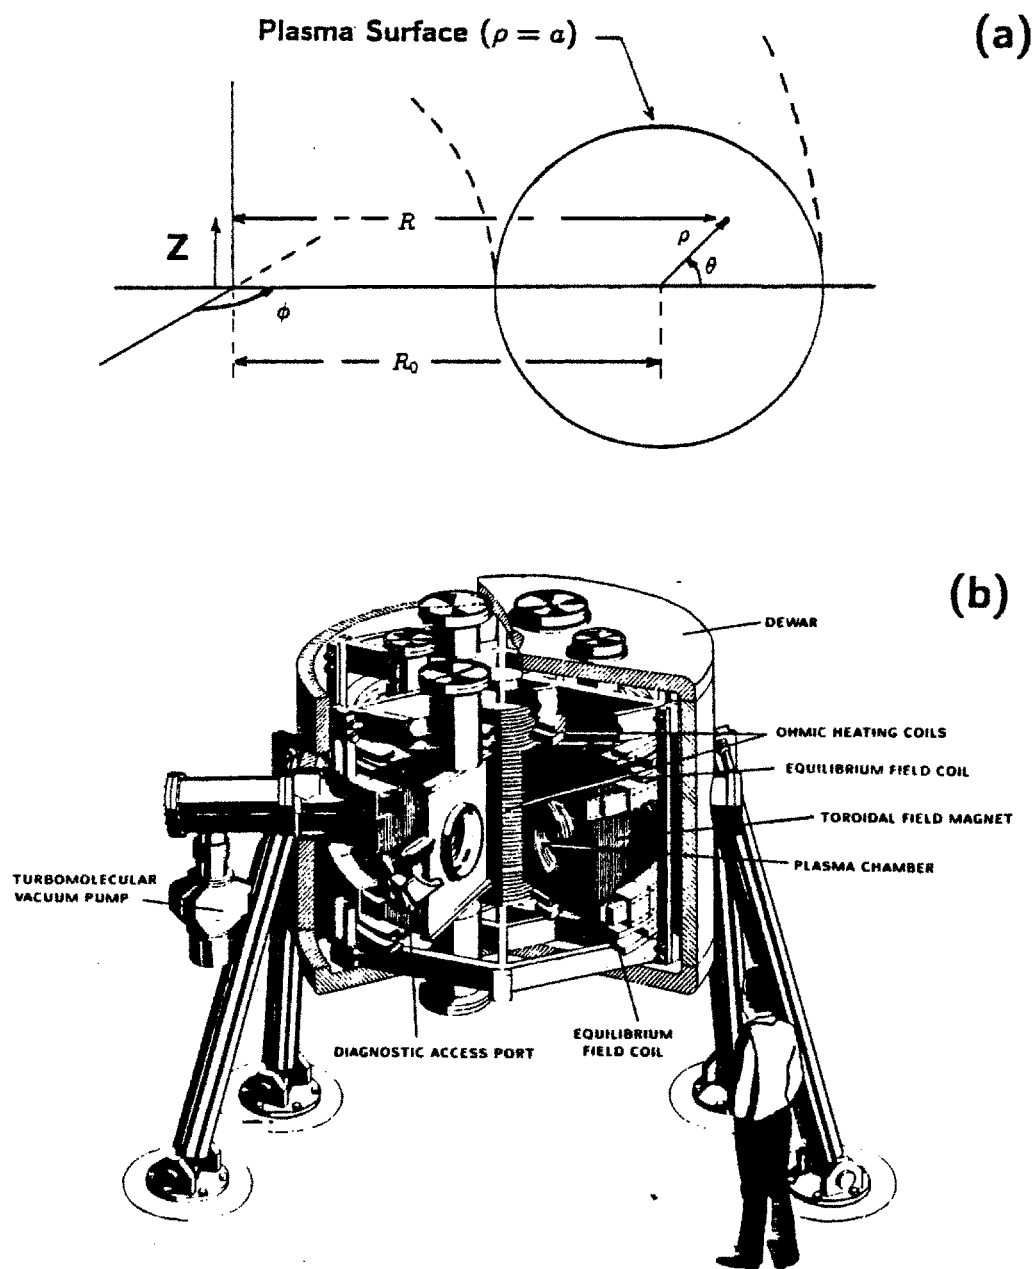 Plasma Surface (ρ = a)
(a)
R
Z
ρ
θ
ϕ
R₀
(b)
DEWAR
OHMIC HEATING COILS
EQUILIBRIUM FIELD COIL
TOROIDAL FIELD MAGNET
PLASMA CHAMBER
TURBOMOLECULAR
VACUUM PUMP
DIAGNOSTIC ACCESS PORT
EQUILIBRIUM
FIELD COIL